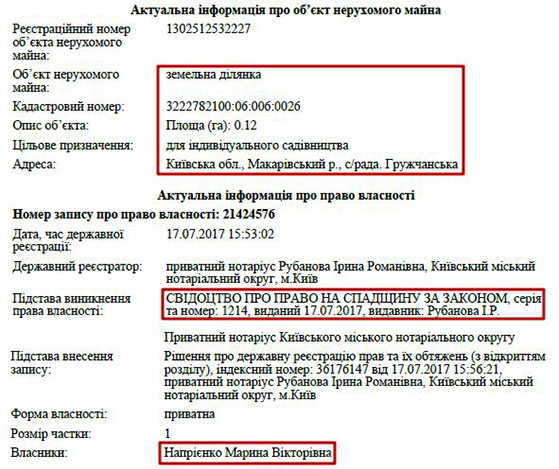 Актуальна інформація про об’єкт нерухомого майна
Реєстраційний номер 1302512532227
об’єкта нерухомого
майна:
Об’єкт нерухомого земельна ділянка
майна:
Кадастровий номер: 3222782100:06:006:0026
Опис об’єкта: Площа (га): 0.12
Цільове призначення: для індивідуального садівництва
Адреса: Київська обл., Макарівський р., с/рада. Гружчанська
Актуальна інформація про право власності
Номер запису про право власності: 21424576
Дата, час державної 17.07.2017 15:53:02
реєстрації:
Державний реєстратор: приватний нотаріус Рубанова Ірина Романівна, Київський міський
нотаріальний округ, м.Київ
Підстава виникнення СВІДОЦТВО ПРО ПРАВО НА СПАДЩИНУ ЗА ЗАКОНОМ, серія
права власності: та номер: 1214, виданий 17.07.2017, видавник: Рубанова І.Р.
Приватний нотаріус Київського міського нотаріального округу
Підстава внесення Рішення про державну реєстрацію прав та їх обтяжень (з відкриттям
запису: розділу), індексний номер: 36176147 від 17.07.2017 15:56:21,
приватний нотаріус Рубанова Ірина Романівна, Київський міський
нотаріальний округ, м.Київ
Форма власності: приватна
Розмір частки: 1
Власники: Напрієнко Марина Вікторівна